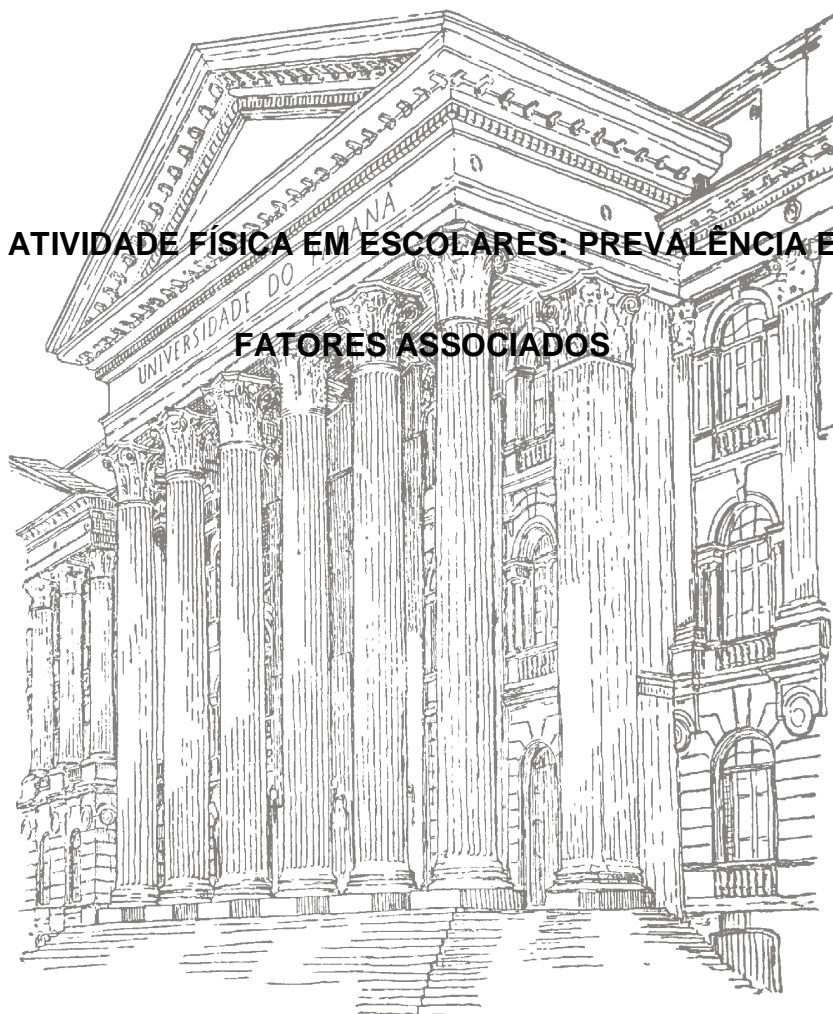 ATIVIDADE FÍSICA EM ESCOLARES: PREVALÊNCIA E
FATORES ASSOCIADOS
UNIVERSIDADE DO PARANÁ